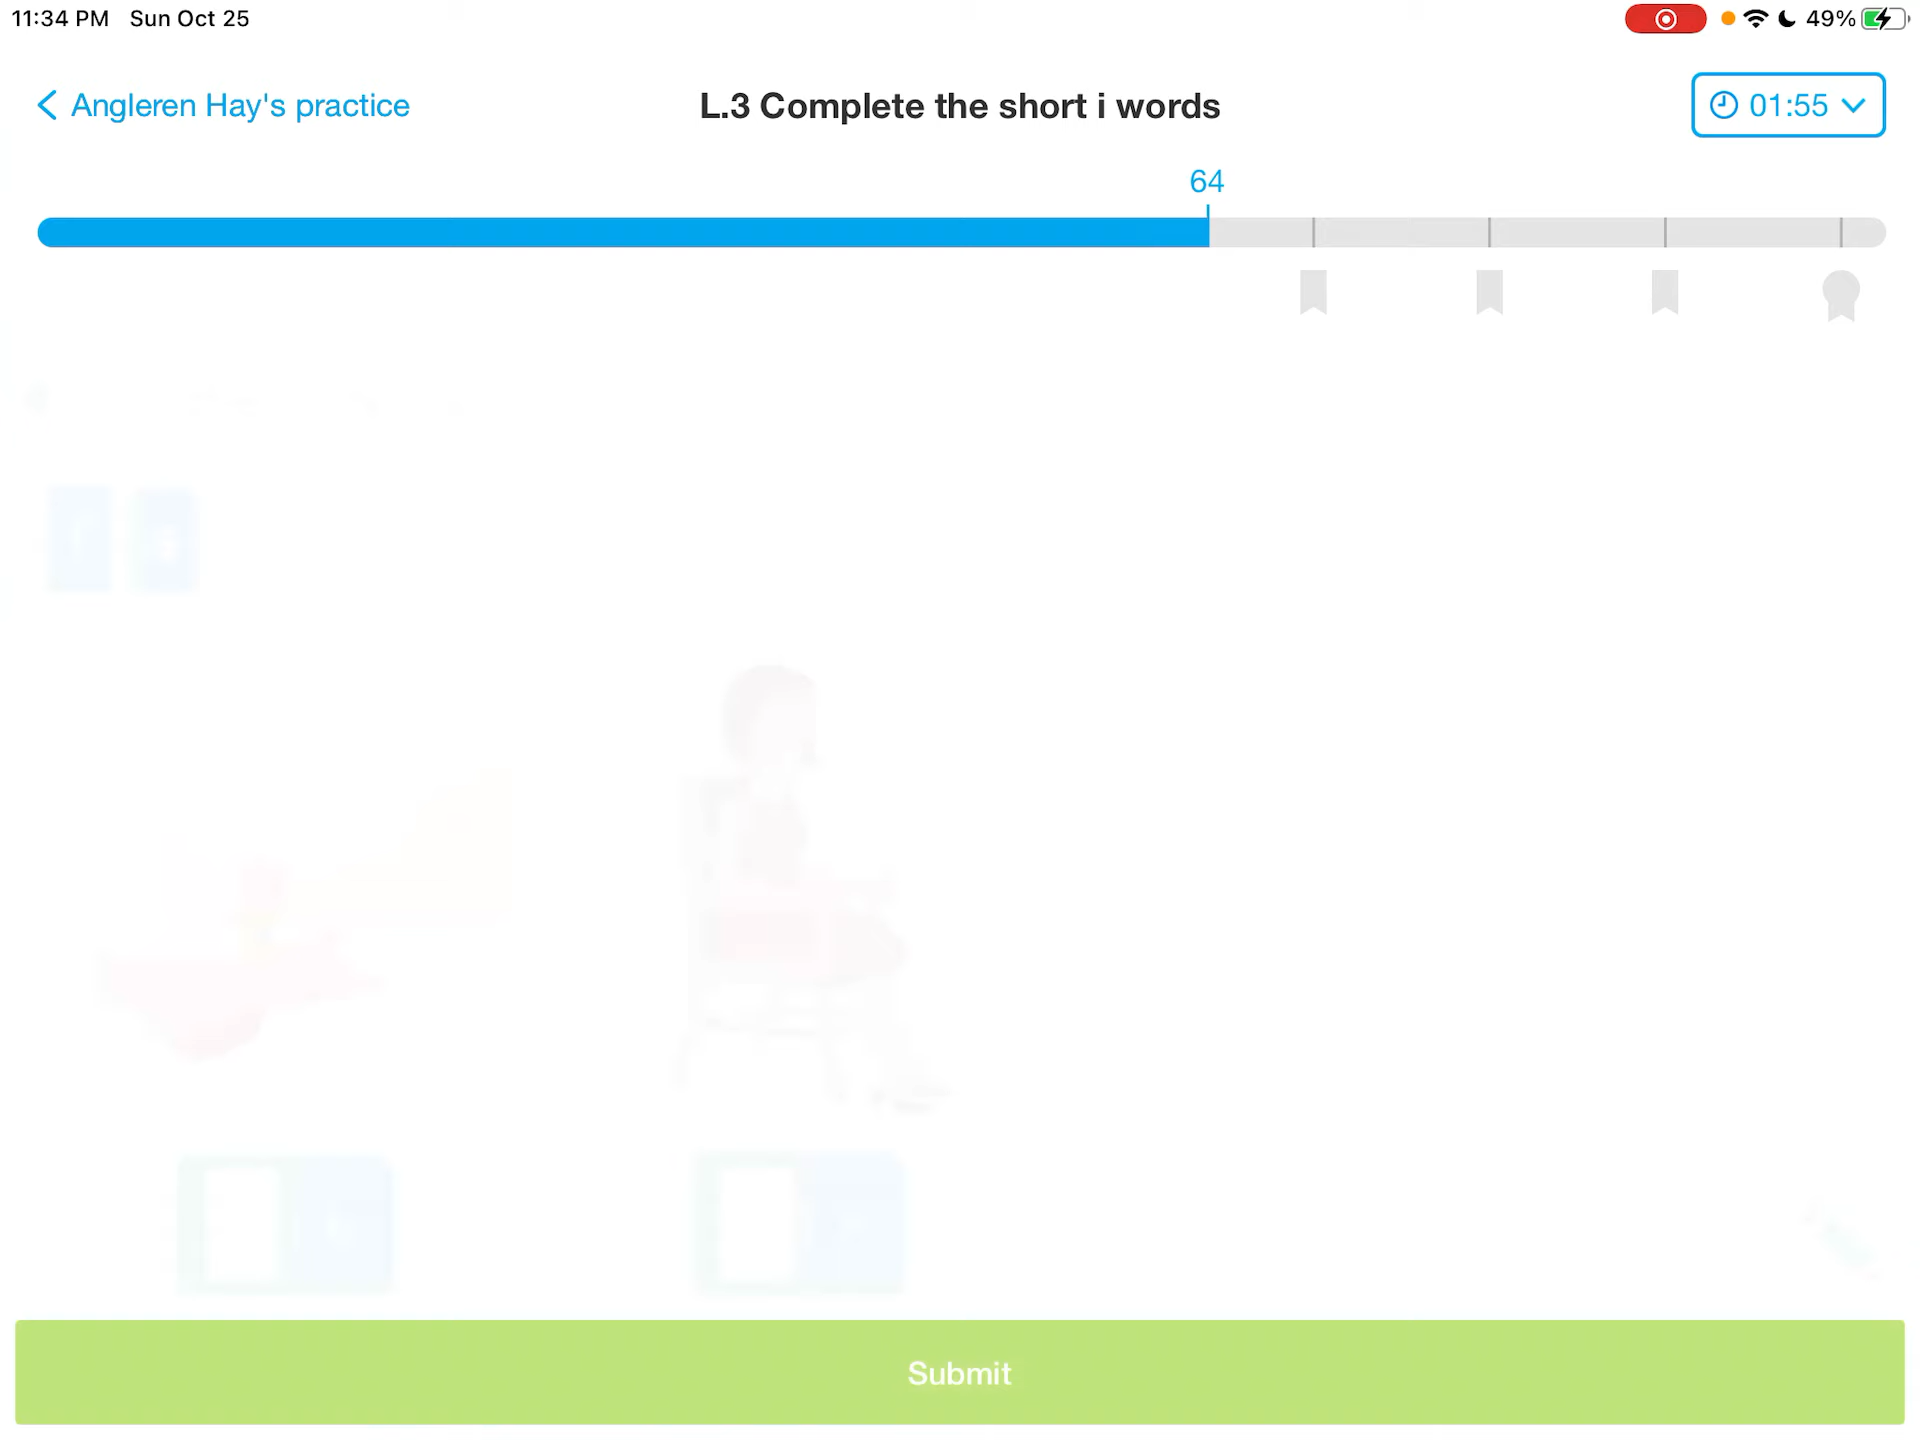 11:34 PM Sun Oct 25
49%
Angleren Hay's practice
L.3 Complete the short i words
01:55
64
Submit